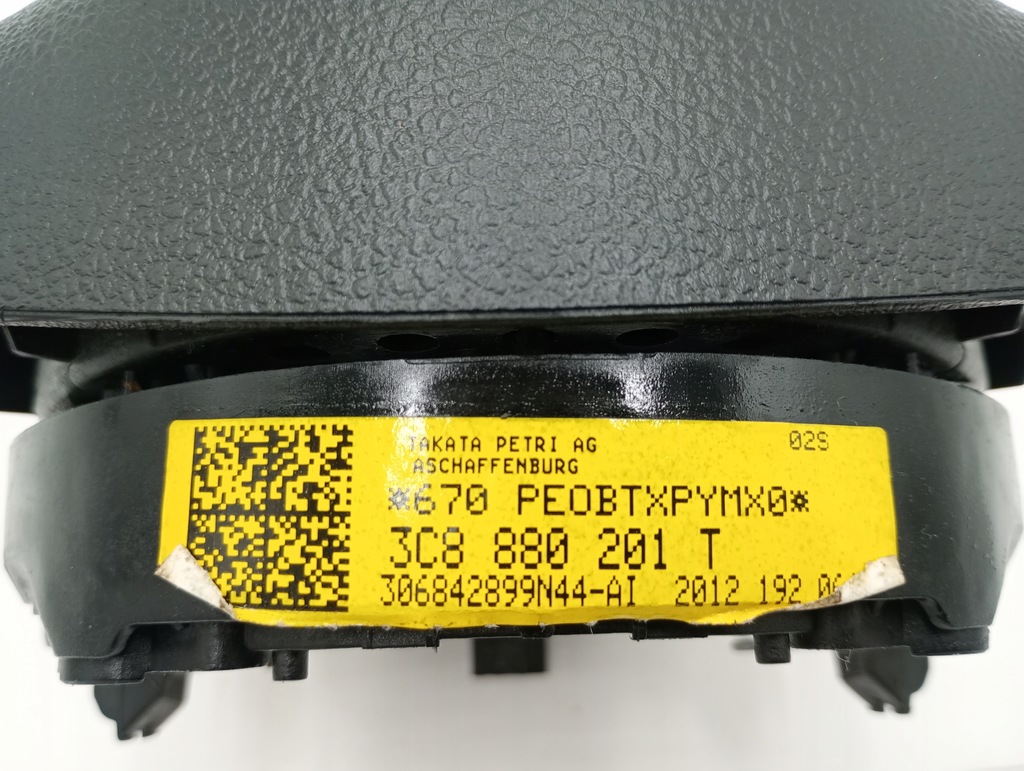 TAKATA PETRI AG
02S
ASCHAFFENBURG
*670 PEOBTXPYMX0*
3C8 880 201 T
306842899N44-AI 2012 192